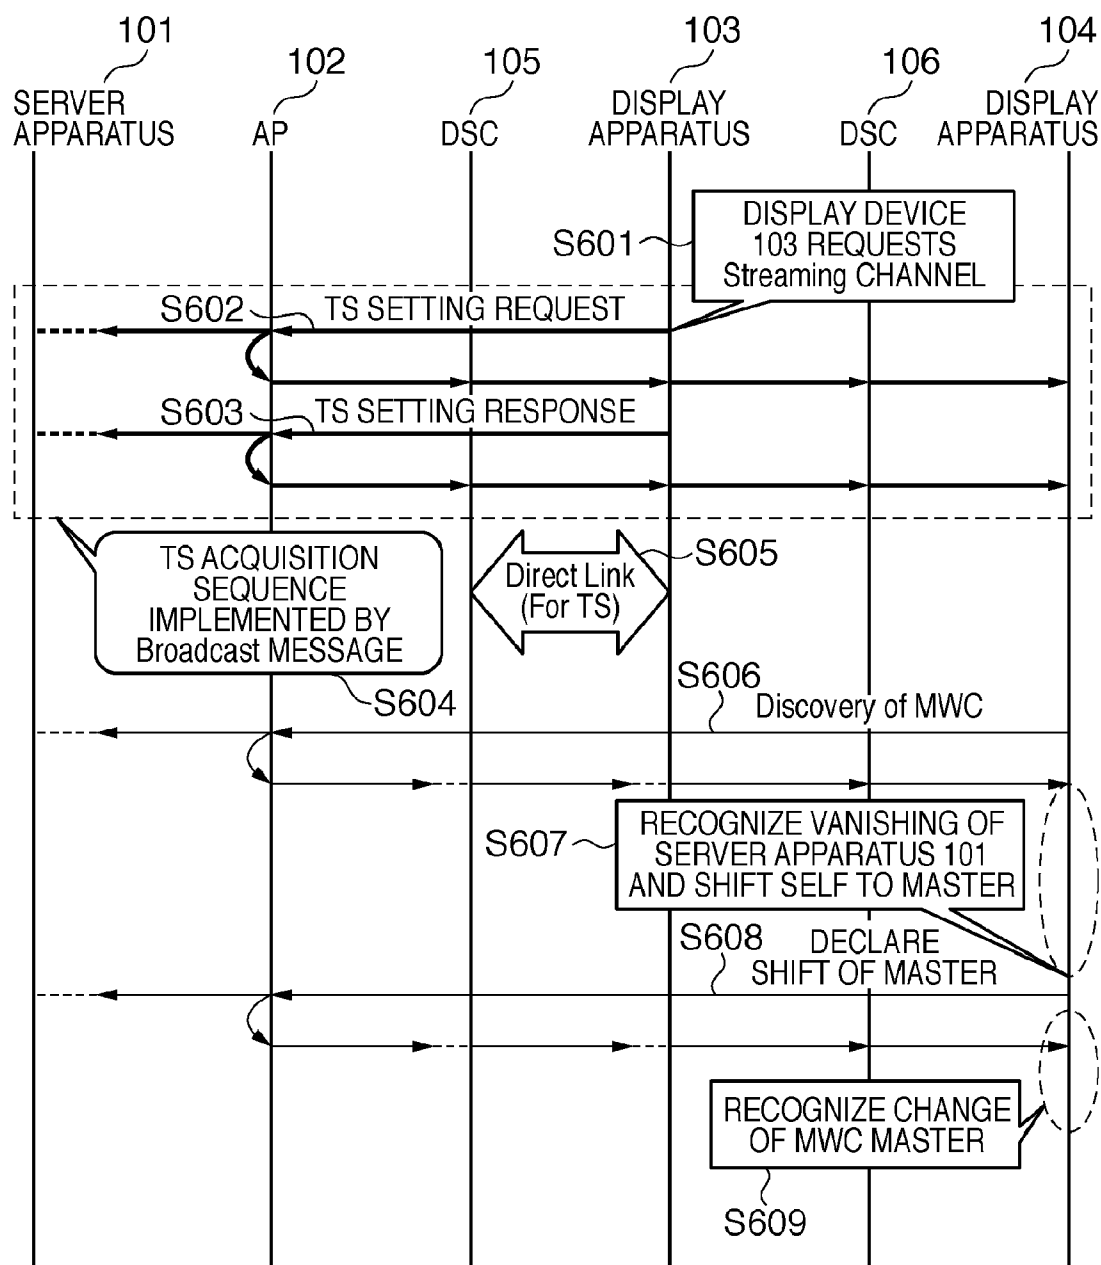 101
102
105
103
106
104
SERVER
APPARATUS
AP
DSC
DISPLAY
APPARATUS
DSC
DISPLAY
APPARATUS
S601
DISPLAY DEVICE
103 REQUESTS
Streaming CHANNEL
S602
TS SETTING REQUEST
S603
TS SETTING RESPONSE
TS ACQUISITION
SEQUENCE
IMPLEMENTED BY
Broadcast MESSAGE
S604
Direct Link
(For TS)
S605
S606
Discovery of MWC
S607
RECOGNIZE VANISHING OF
SERVER APPARATUS 101
AND SHIFT SELF TO MASTER
S608
DECLARE
SHIFT OF MASTER
RECOGNIZE CHANGE
OF MWC MASTER
S609